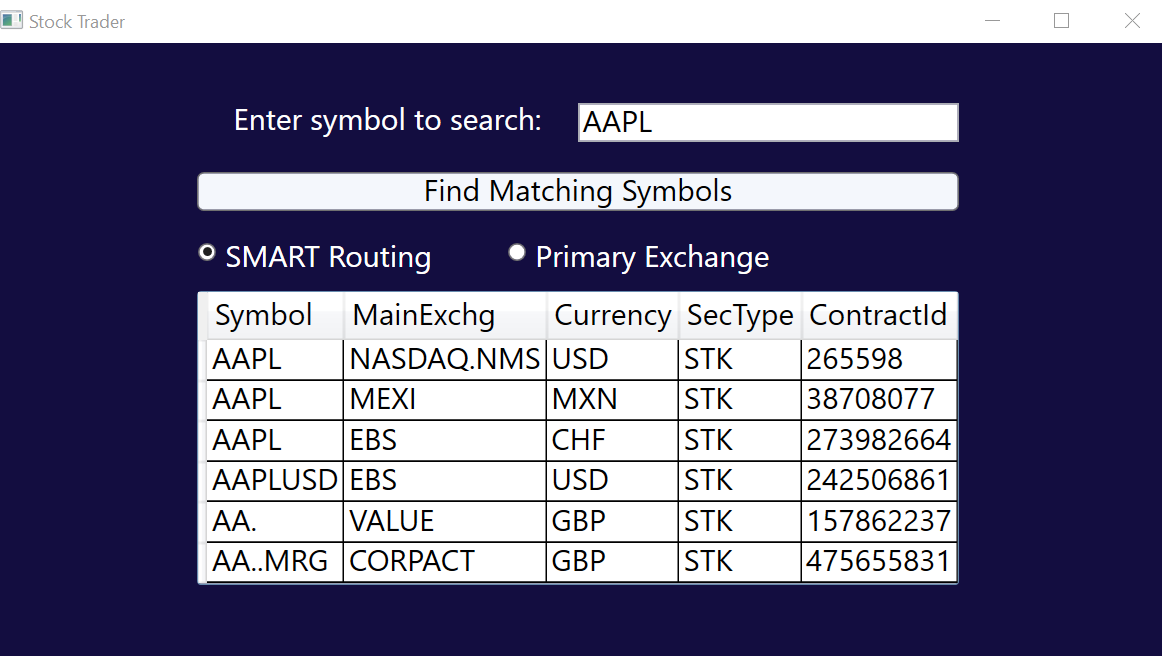 Stock Trader
Enter symbol to search: AAPL
Find Matching Symbols
SMART Routing Primary Exchange
Symbol MainExchg Currency SecType ContractId
AAPL NASDAQ.NMS USD STK 265598
AAPL MEXI MXN STK 38708077
AAPL EBS CHF STK 273982664
AAPLUSD EBS USD STK 242506861
AA. VALUE GBP STK 157862237
AA..MRG CORPACT GBP STK 475655831